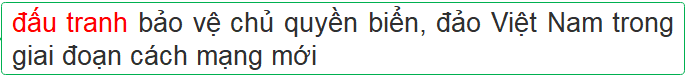 đấu tranh bảo vệ chủ quyền biển, đảo Việt Nam trong
giai đoạn cách mạng mới